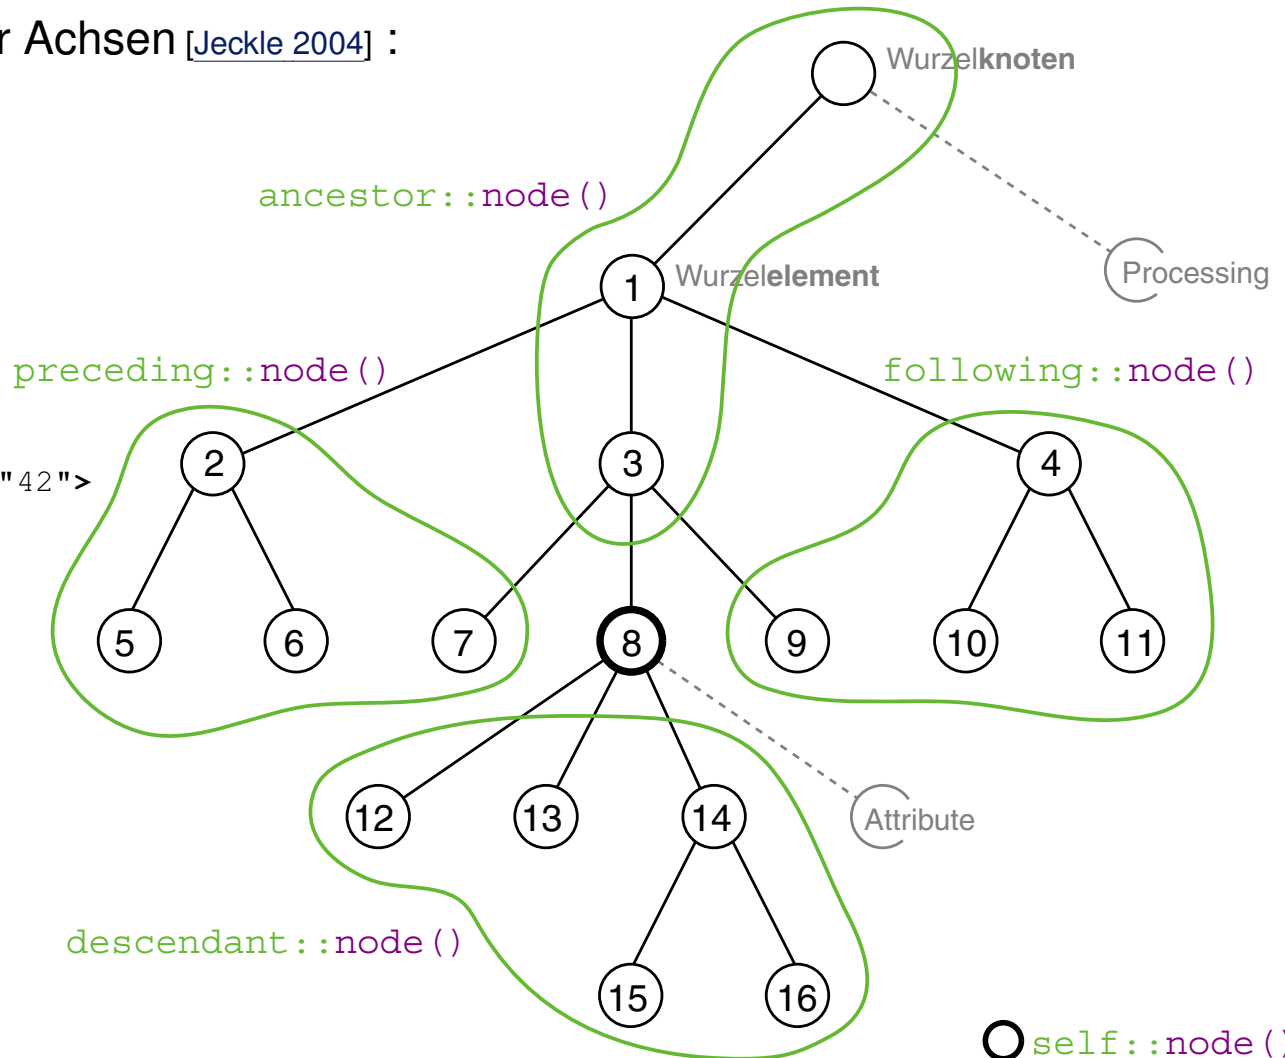 r Achsen [Jeckle 2004] :
Wurzelknoten
ancestor::node()
Processing
1
Wurzelelement
preceding::node()
following::node()
2
3
4
"42">
5
6
7
8
9
10
11
12
13
14
Attribute
descendant::node()
15
16
self::node()